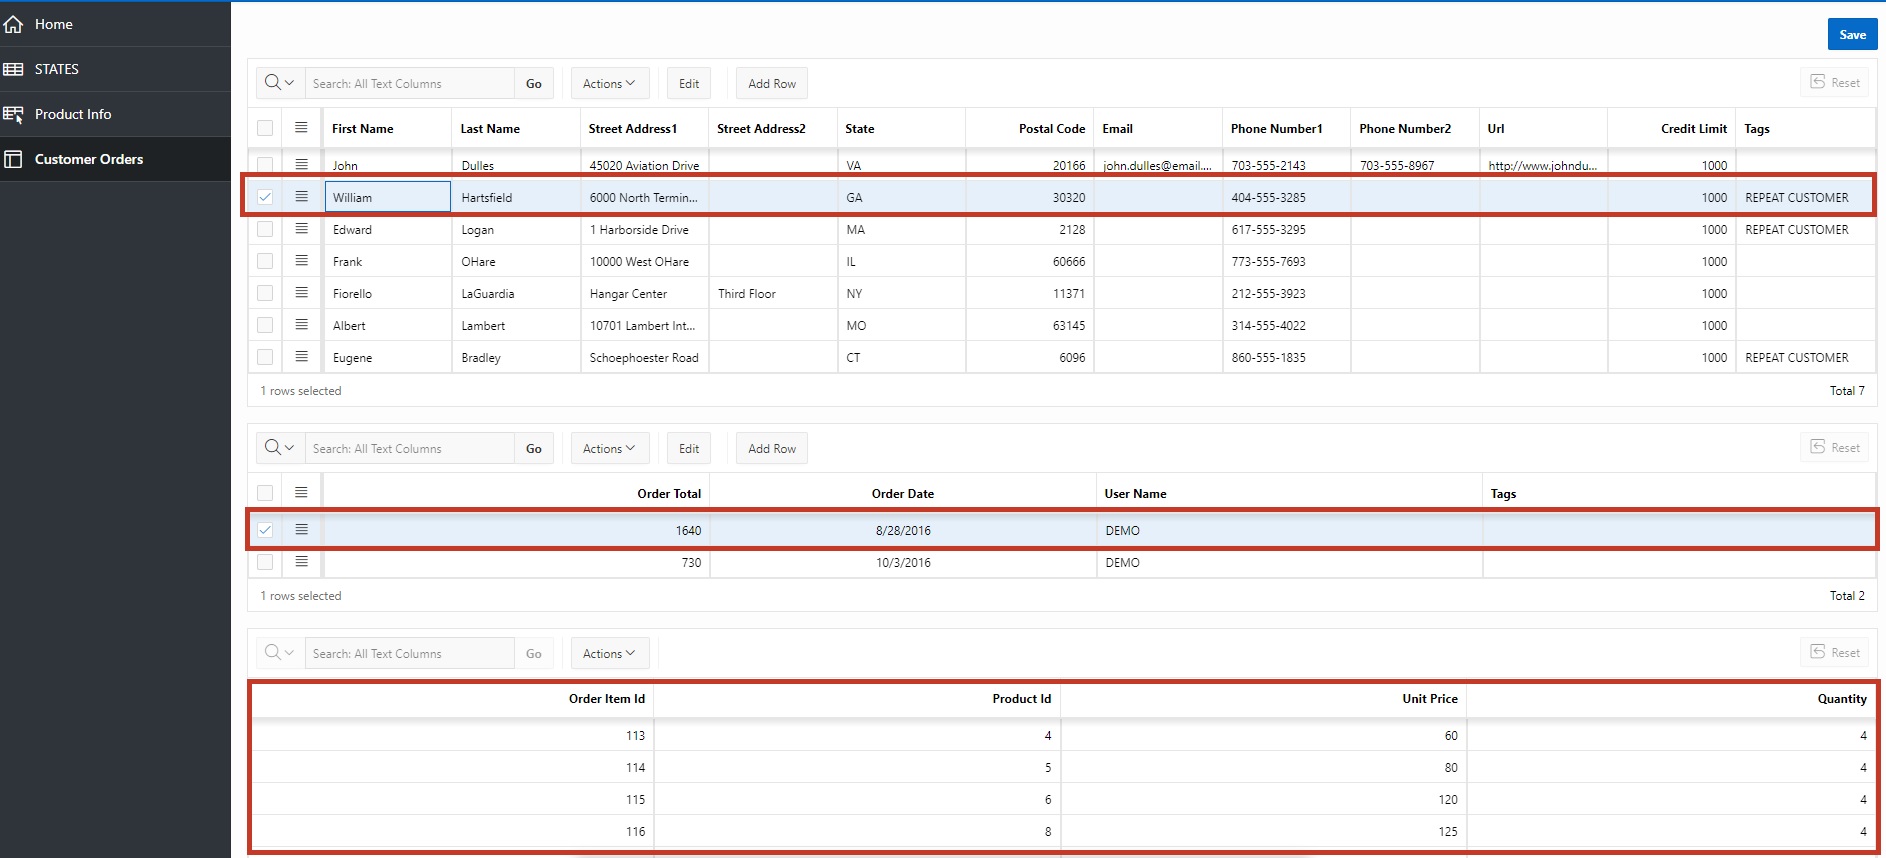 Home
STATES
Product Info
Customer Orders
Save
Search: All Text Columns Go Actions Edit Add Row Reset
First Name Last Name Street Address1 Street Address2 State Postal Code Email Phone Number1 Phone Number2 Url Credit Limit Tags
John Dulles 45020 Aviation Drive VA 20166 john.dulles@email.... 703-555-2143 703-555-8967 http://www.johndu... 1000
William Hartsfield 6000 North Termin... GA 30320 404-555-3285 1000 REPEAT CUSTOMER
Edward Logan 1 Harborside Drive MA 2128 617-555-3295 1000 REPEAT CUSTOMER
Frank OHare 10000 West OHare IL 60666 773-555-7693 1000
Fiorello LaGuardia Hangar Center Third Floor NY 11371 212-555-3923 1000
Albert Lambert 10701 Lambert Int... MO 63145 314-555-4022 1000
Eugene Bradley Schoephoester Road CT 6096 860-555-1835 1000 REPEAT CUSTOMER
1 rows selected Total 7
Search: All Text Columns Go Actions Edit Add Row Reset
Order Total Order Date User Name Tags
1640 8/28/2016 DEMO
730 10/3/2016 DEMO
1 rows selected Total 2
Search: All Text Columns Go Actions Reset
Order Item Id Product Id Unit Price Quantity
113 4 60 4
114 5 80 4
115 6 120 4
116 8 125 4